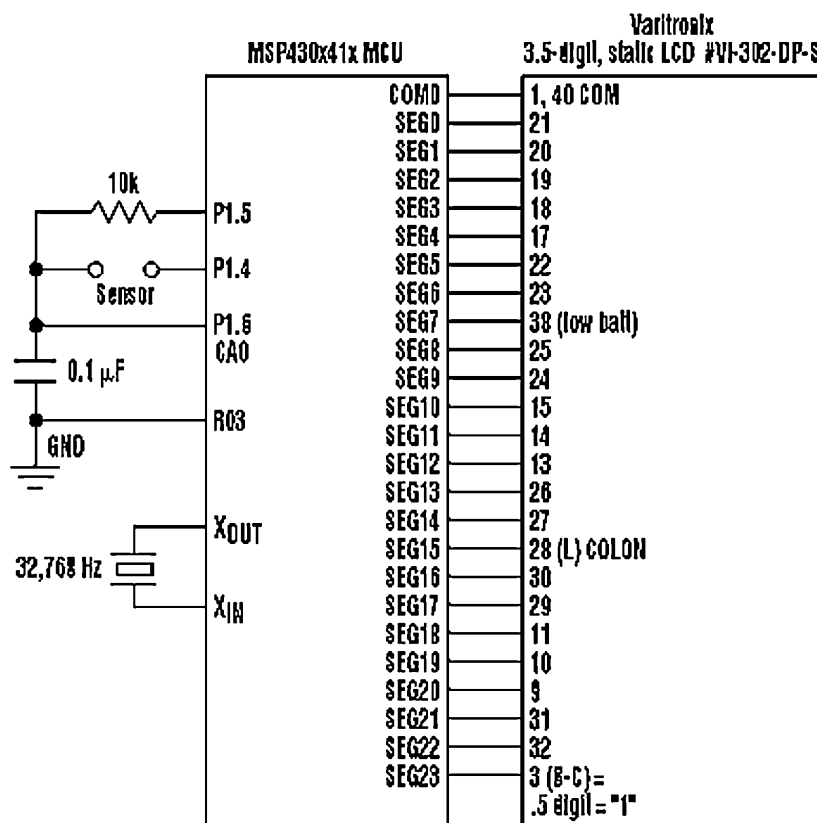 Varitronix
MSP430x41x MCU
3.5-digit, static LCD #VI-302-DP-S
COM0 1, 40 COM
SEG0 21
SEG1 20
SEG2 19
SEG3 18
SEG4 17
SEG5 22
SEG6 23
SEG7 38 (low batt)
SEG8 25
SEG9 24
SEG10 15
SEG11 14
SEG12 13
SEG13 26
SEG14 27
SEG15 28 (L) COLON
SEG16 30
SEG17 29
SEG18 11
SEG19 10
SEG20 9
SEG21 31
SEG22 32
SEG23 3 (B-C) =
.5 digit = "1"
10k
P1.5
P1.4
Sensor
P1.6
CA0
0.1 µF
R03
GND
XOUT
32,768 Hz
XIN